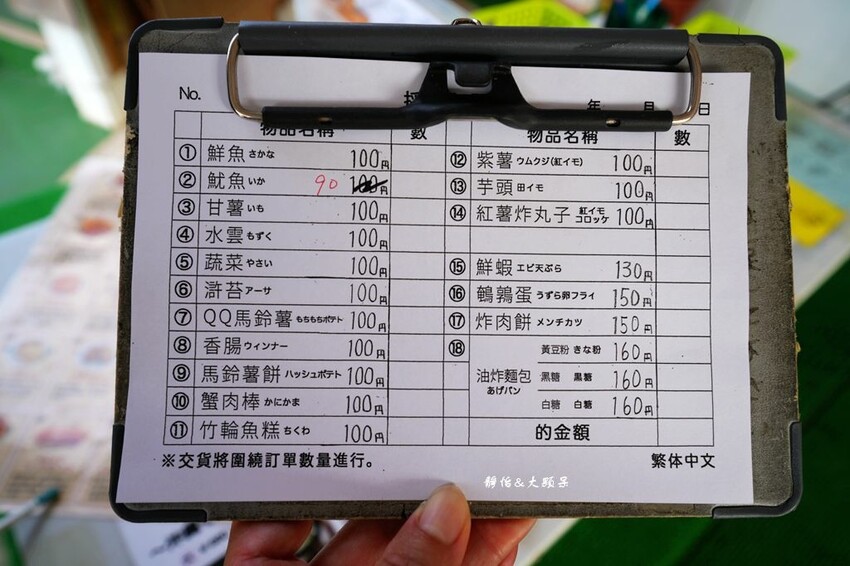 No. 年 月 日
物品名稱 數 物品名稱 數
① 鮮魚 さかな 100円
② 魷魚 いか 90 100円
③ 甘薯 いも 100円
④ 水雲 もずく 100円
⑤ 蔬菜 やさい 100円
⑥ 滸苔 アーサ 100円
⑦ QQ馬鈴薯 もちもちポテト 100円
⑧ 香腸 ウィンナー 100円
⑨ 馬鈴薯餅 ハッシュポテト 100円
⑩ 蟹肉棒 かにかま 100円
⑪ 竹輪魚糕 ちくわ 100円
⑫ 紫薯 ウムクジ(紅イモ) 100円
⑬ 芋頭 田イモ 100円
⑭ 紅薯炸丸子 紅イモコロッケ 100円
⑮ 鮮蝦 エビ天ぷら 130円
⑯ 鵪鶉蛋 うずら卵フライ 150円
⑰ 炸肉餅 メンチカツ 150円
⑱ 黃豆粉 きな粉 160円
油炸麵包 黑糖 黒糖 160円
あげパン
白糖 白糖 160円
的金額
※交貨將圍繞訂單數量進行。 繁体中文
靜怡&大顆呆